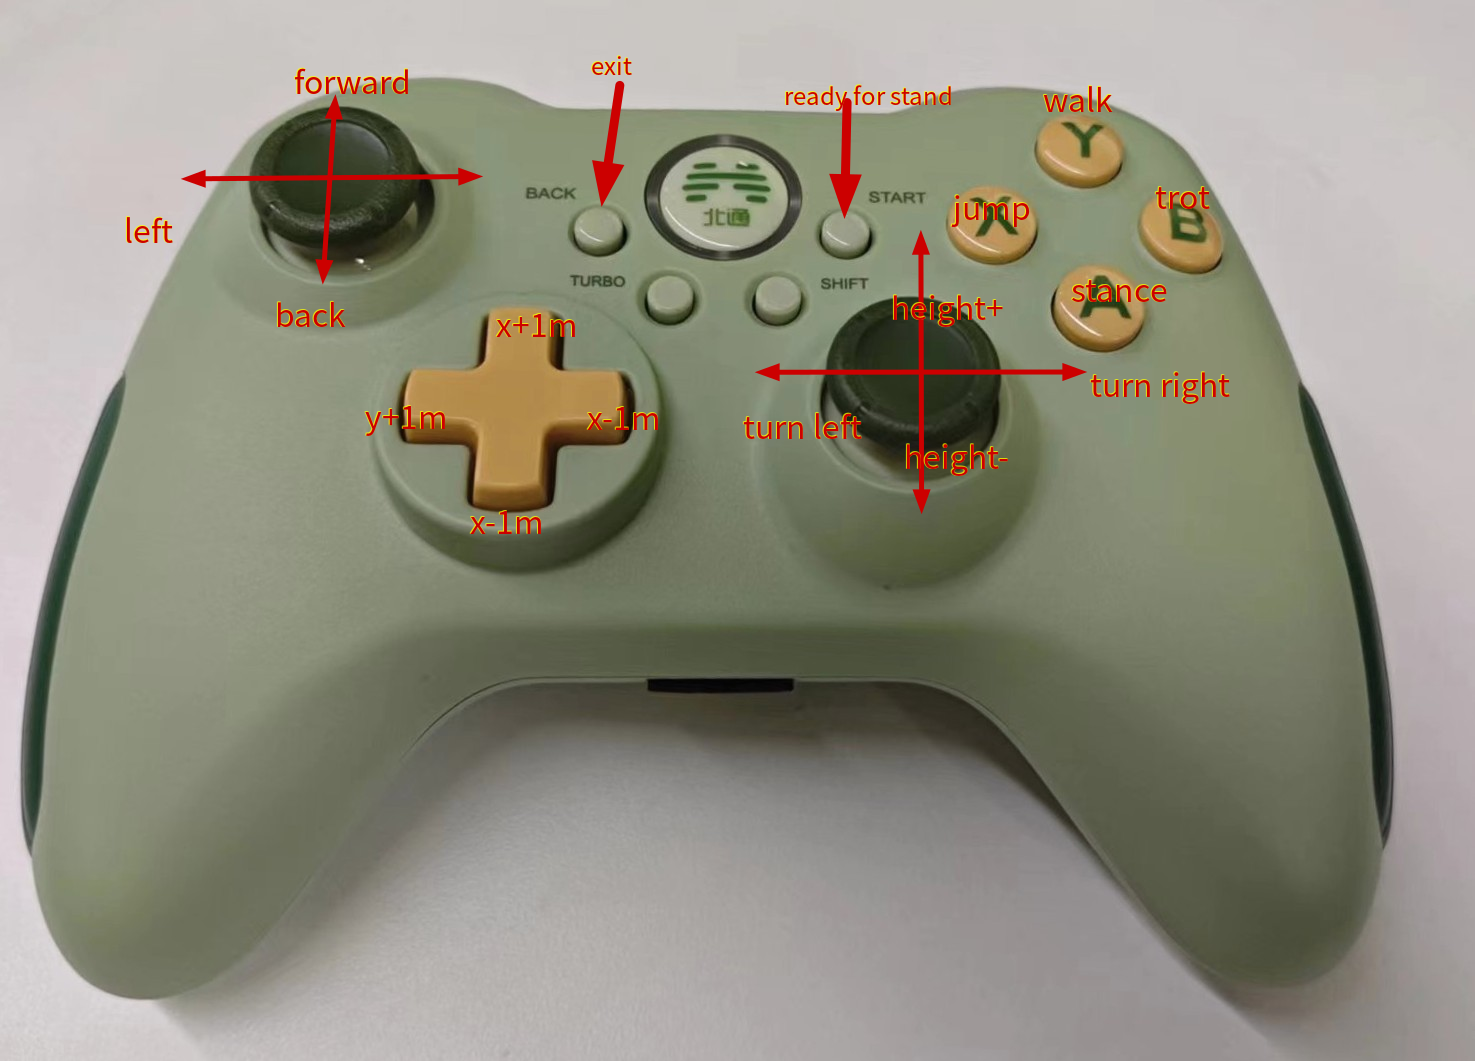 exit
forward
ready for stand
walk
Y
BACK
START
trot
B
jump
X
北通
left
TURBO
SHIFT
stance
A
back
height+
x+1m
turn right
y+1m
x-1m
turn left
height-
x-1m